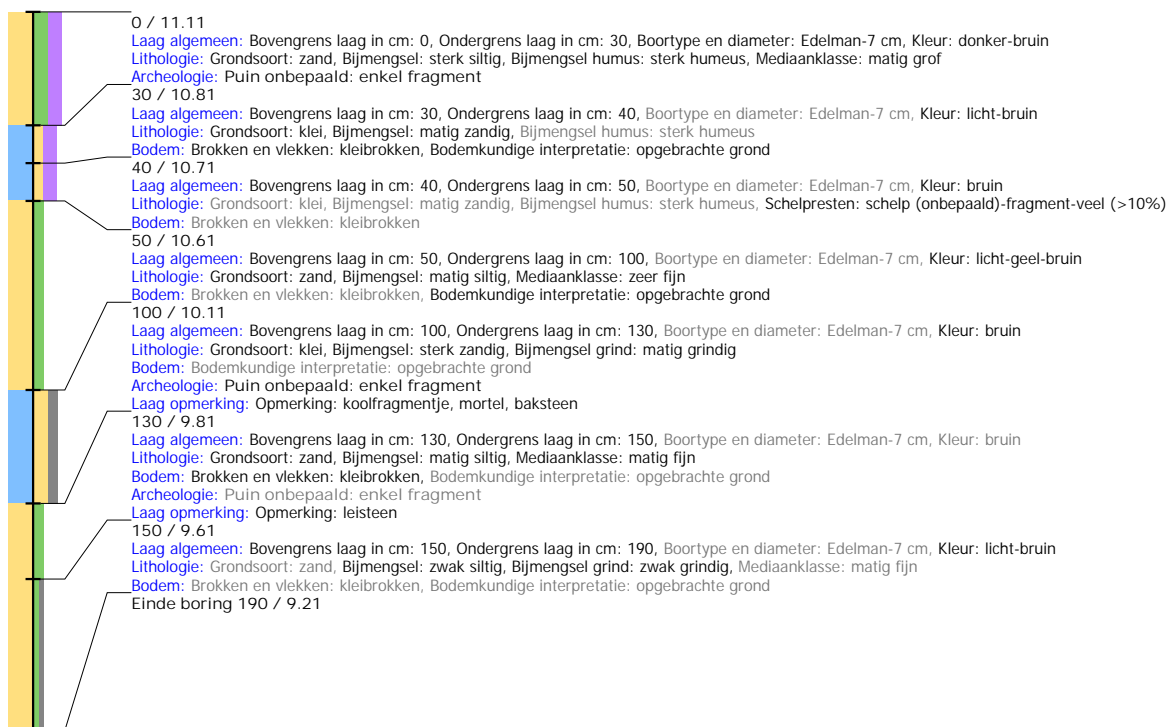 0 / 11.11
Laag algemeen: Bovengrens laag in cm: 0, Ondergrens laag in cm: 30, Boortype en diameter: Edelman-7 cm, Kleur: donker-bruin
Lithologie: Grondsoort: zand, Bijmengsel: sterk siltig, Bijmengsel humus: sterk humeus, Mediaanklasse: matig grof
Archeologie: Puin onbepaald: enkel fragment
30 / 10.81
Laag algemeen: Bovengrens laag in cm: 30, Ondergrens laag in cm: 40, Boortype en diameter: Edelman-7 cm, Kleur: licht-bruin
Lithologie: Grondsoort: klei, Bijmengsel: matig zandig, Bijmengsel humus: sterk humeus
Bodem: Brokken en vlekken: kleibrokken, Bodemkundige interpretatie: opgebrachte grond
40 / 10.71
Laag algemeen: Bovengrens laag in cm: 40, Ondergrens laag in cm: 50, Boortype en diameter: Edelman-7 cm, Kleur: bruin
Lithologie: Grondsoort: klei, Bijmengsel: matig zandig, Bijmengsel humus: sterk humeus, Schelpresten: schelp (onbepaald)-fragment-veel (>10%)
Bodem: Brokken en vlekken: kleibrokken
50 / 10.61
Laag algemeen: Bovengrens laag in cm: 50, Ondergrens laag in cm: 100, Boortype en diameter: Edelman-7 cm, Kleur: licht-geel-bruin
Lithologie: Grondsoort: zand, Bijmengsel: matig siltig, Mediaanklasse: zeer fijn
Bodem: Brokken en vlekken: kleibrokken, Bodemkundige interpretatie: opgebrachte grond
100 / 10.11
Laag algemeen: Bovengrens laag in cm: 100, Ondergrens laag in cm: 130, Boortype en diameter: Edelman-7 cm, Kleur: bruin
Lithologie: Grondsoort: klei, Bijmengsel: sterk zandig, Bijmengsel grind: matig grindig
Bodem: Bodemkundige interpretatie: opgebrachte grond
Archeologie: Puin onbepaald: enkel fragment
Laag opmerking: Opmerking: koolfragmentje, mortel, baksteen
130 / 9.81
Laag algemeen: Bovengrens laag in cm: 130, Ondergrens laag in cm: 150, Boortype en diameter: Edelman-7 cm, Kleur: bruin
Lithologie: Grondsoort: zand, Bijmengsel: matig siltig, Mediaanklasse: matig fijn
Bodem: Brokken en vlekken: kleibrokken, Bodemkundige interpretatie: opgebrachte grond
Archeologie: Puin onbepaald: enkel fragment
Laag opmerking: Opmerking: leisteen
150 / 9.61
Laag algemeen: Bovengrens laag in cm: 150, Ondergrens laag in cm: 190, Boortype en diameter: Edelman-7 cm, Kleur: licht-bruin
Lithologie: Grondsoort: zand, Bijmengsel: zwak siltig, Bijmengsel grind: zwak grindig, Mediaanklasse: matig fijn
Bodem: Brokken en vlekken: kleibrokken, Bodemkundige interpretatie: opgebrachte grond
Einde boring 190 / 9.21